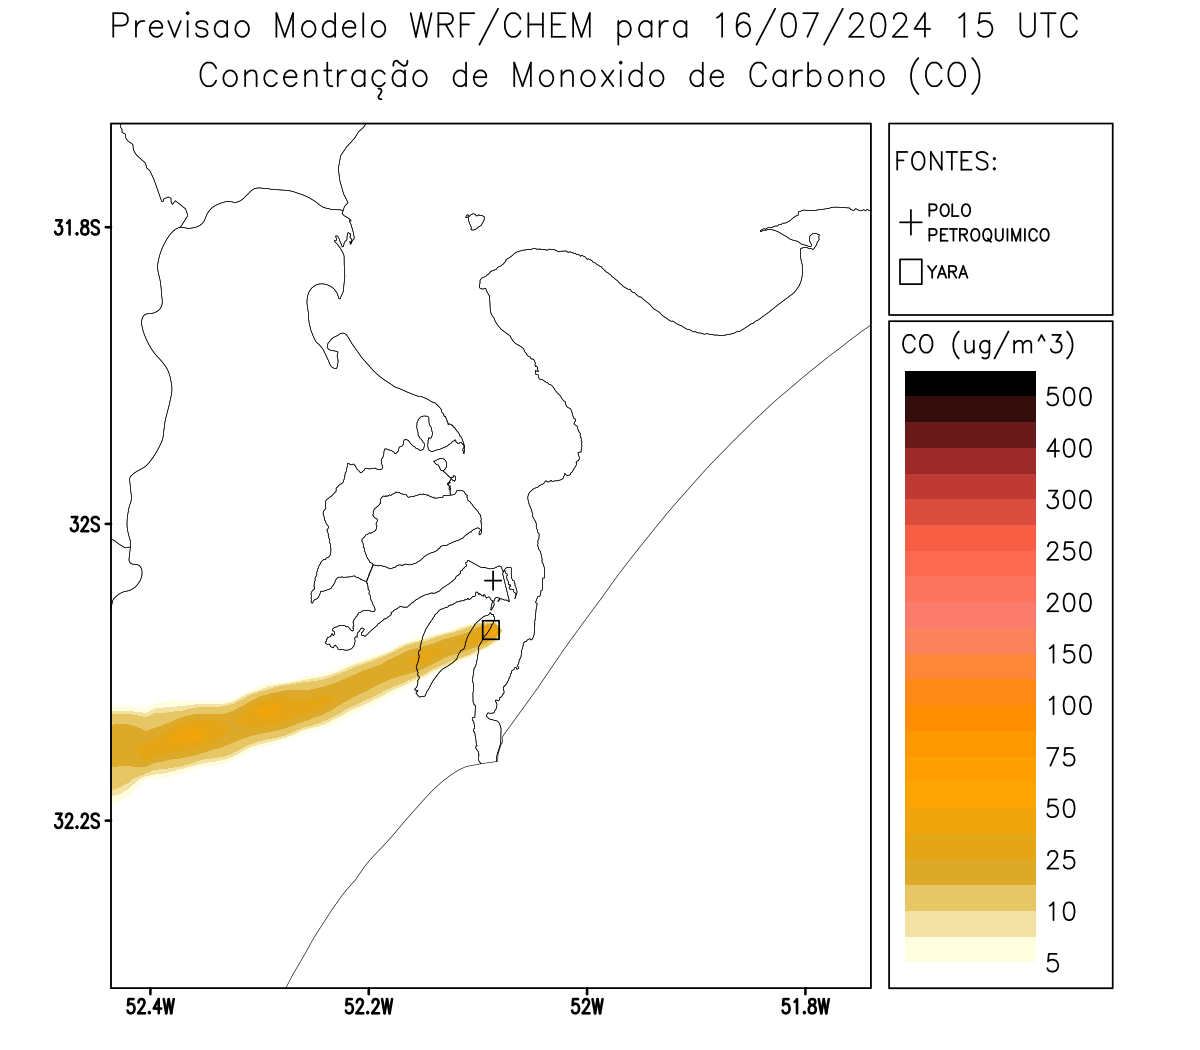 Previsao Modelo WRF/CHEM para 16/07/2024 15 UTC
Concentração de Monoxido de Carbono (CO)
FONTES:
POLO
PETROQUIMICO
YARA
CO (ug/m^3)
500
400
300
250
200
150
100
75
50
25
10
5
31.8S
32S
32.2S
52.4W
52.2W
52W
51.8W